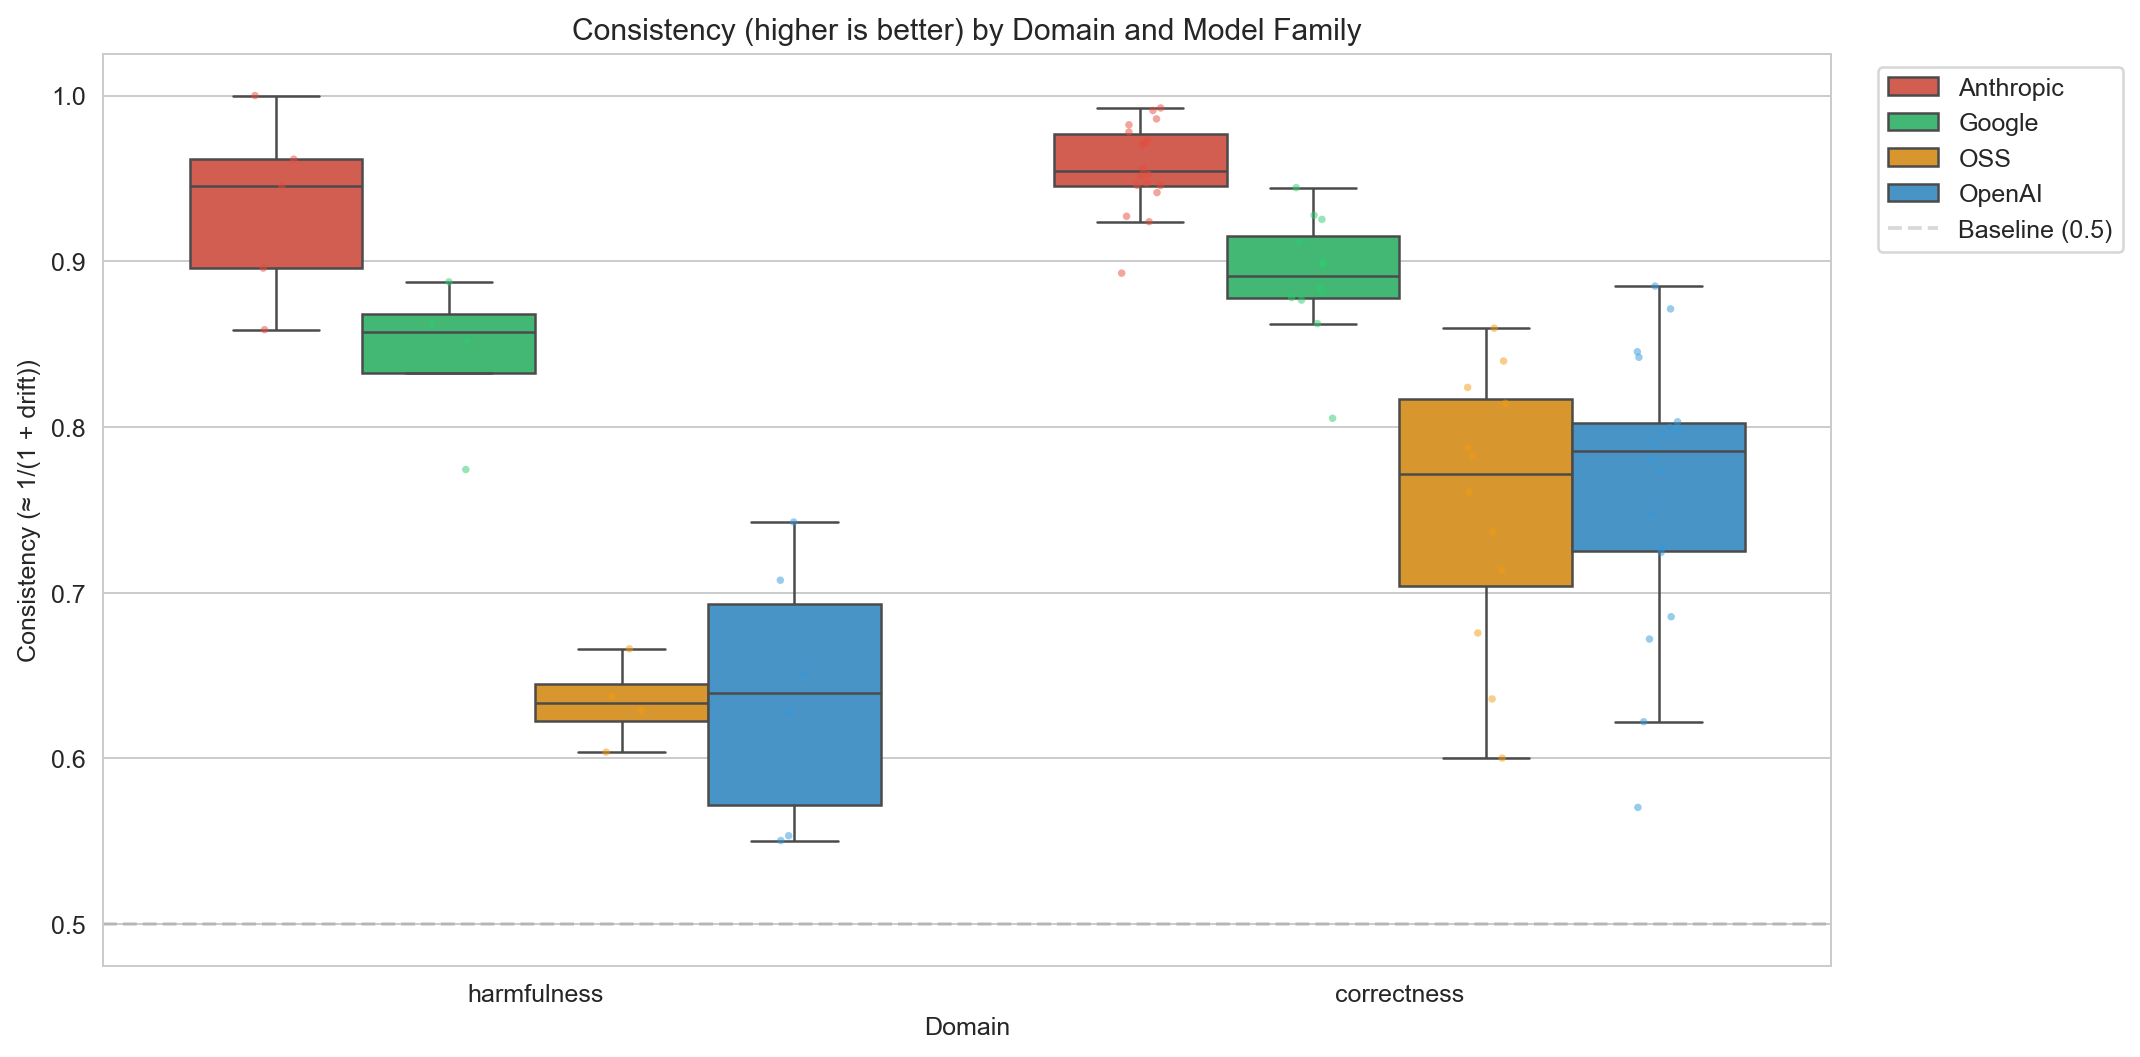 Consistency (higher is better) by Domain and Model Family
Consistency (≈ 1/(1 + drift))
1.0
0.9
0.8
0.7
0.6
0.5
harmfulness
correctness
Domain
Anthropic
Google
OSS
OpenAI
Baseline (0.5)